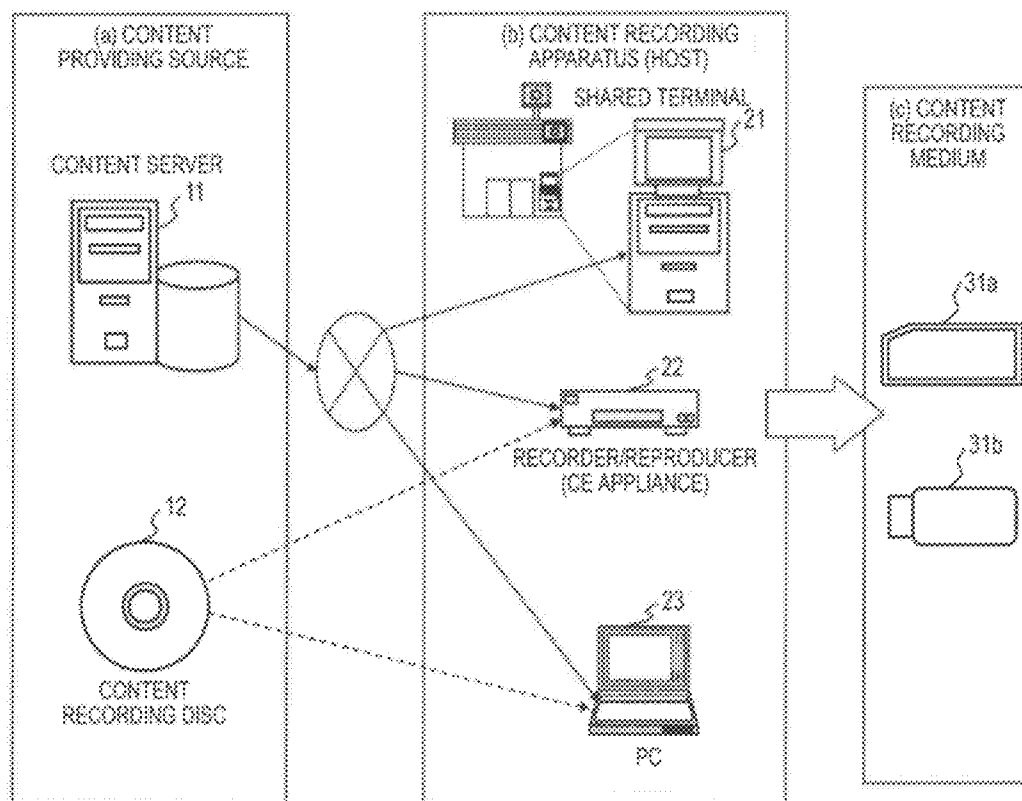 (a) CONTENT
PROVIDING SOURCE
CONTENT SERVER
11
12
CONTENT
RECORDING DISC
(b) CONTENT RECORDING
APPARATUS (HOST)
SHARED TERMINAL
21
22
RECORDER/REPRODUCER
(CE APPLIANCE)
23
PC
(c) CONTENT
RECORDING
MEDIUM
31a
31b